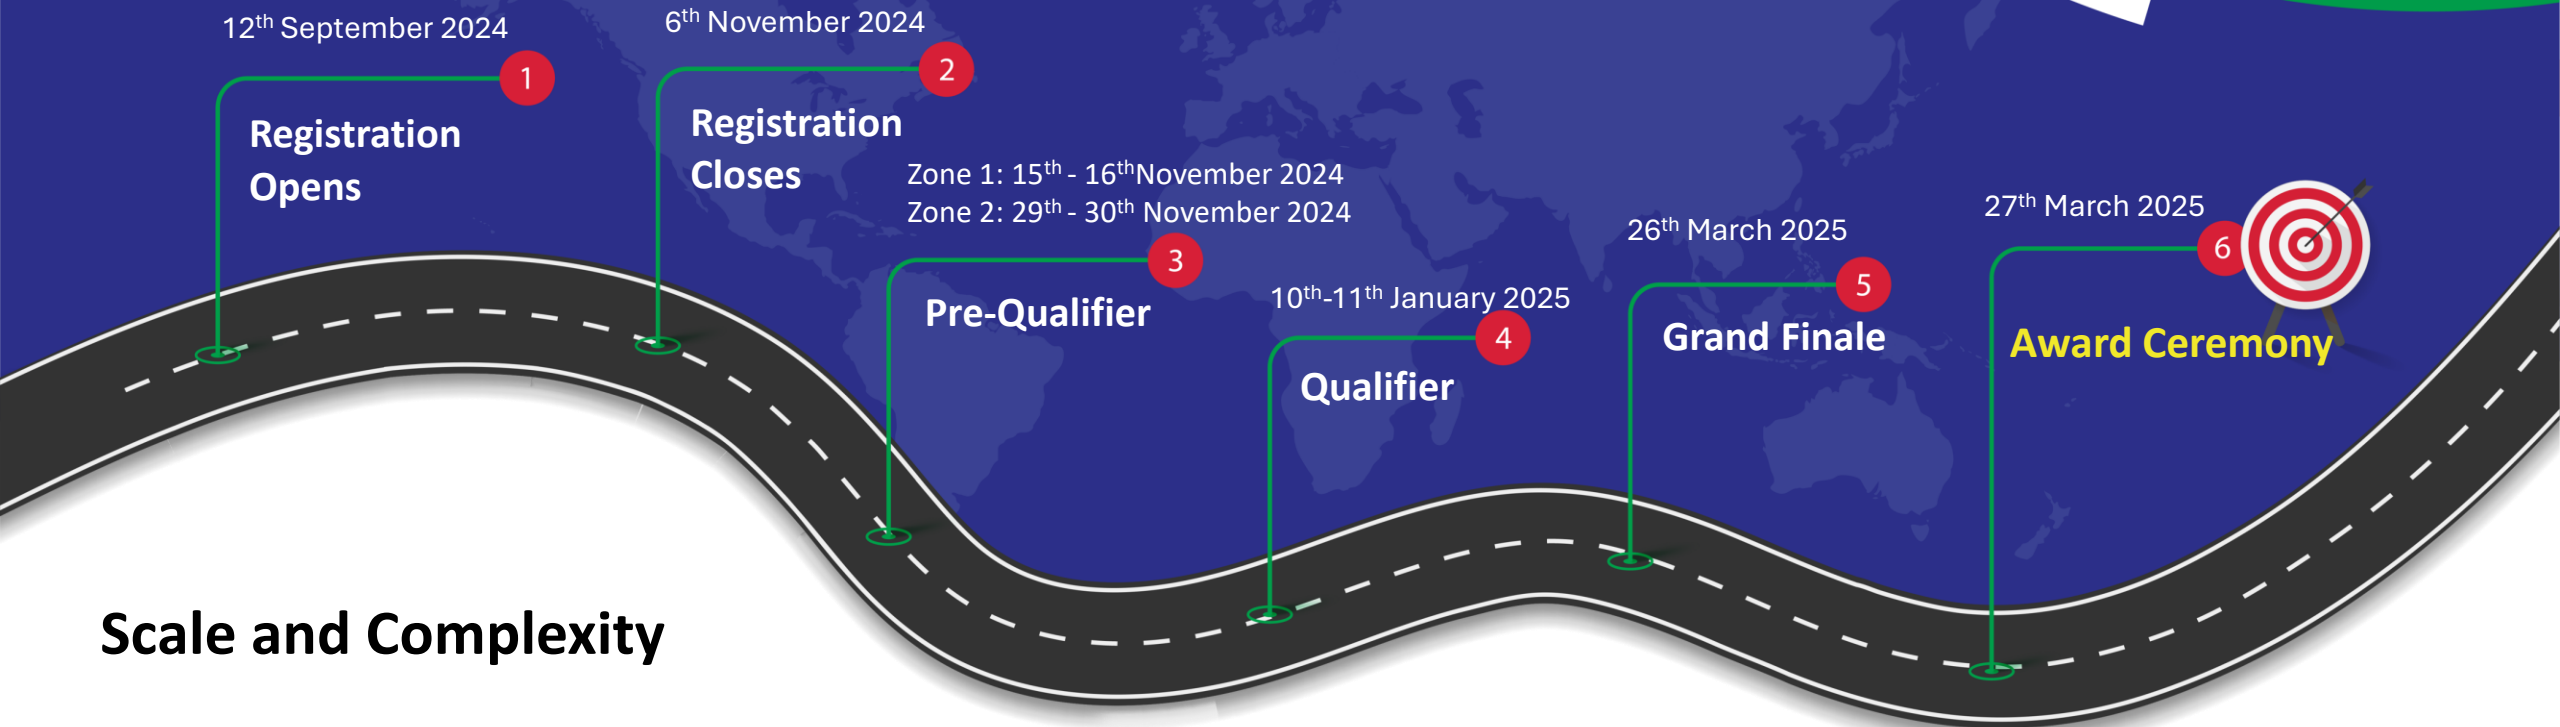 12th September 2024
1
Registration
Opens
6th November 2024
2
Registration
Closes
Zone 1: 15th - 16thNovember 2024
Zone 2: 29th - 30th November 2024
3
Pre-Qualifier
10th-11th January 2025
4
Qualifier
26th March 2025
5
Grand Finale
27th March 2025
6
Award Ceremony
Scale and Complexity